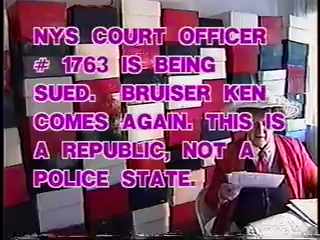 NYS COURT OFFICER
# 1763 IS BEING
SUED. BRUISER KEN
COMES AGAIN. THIS IS
A REPUBLIC, NOT A
POLICE STATE.